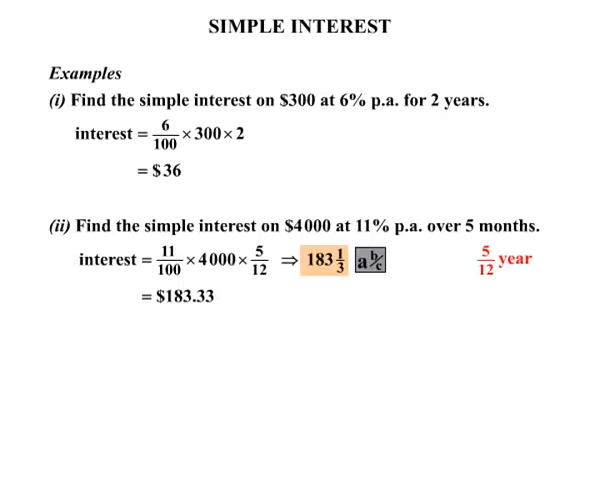 SIMPLE INTEREST
Examples
(i) Find the simple interest on $300 at 6% p.a. for 2 years.
interest = 6/100 × 300 × 2
= $36
(ii) Find the simple interest on $4000 at 11% p.a. over 5 months.
interest = 11/100 × 4000 × 5/12 ⇒ 183 1/3 a b/c 5/12 year
= $183.33